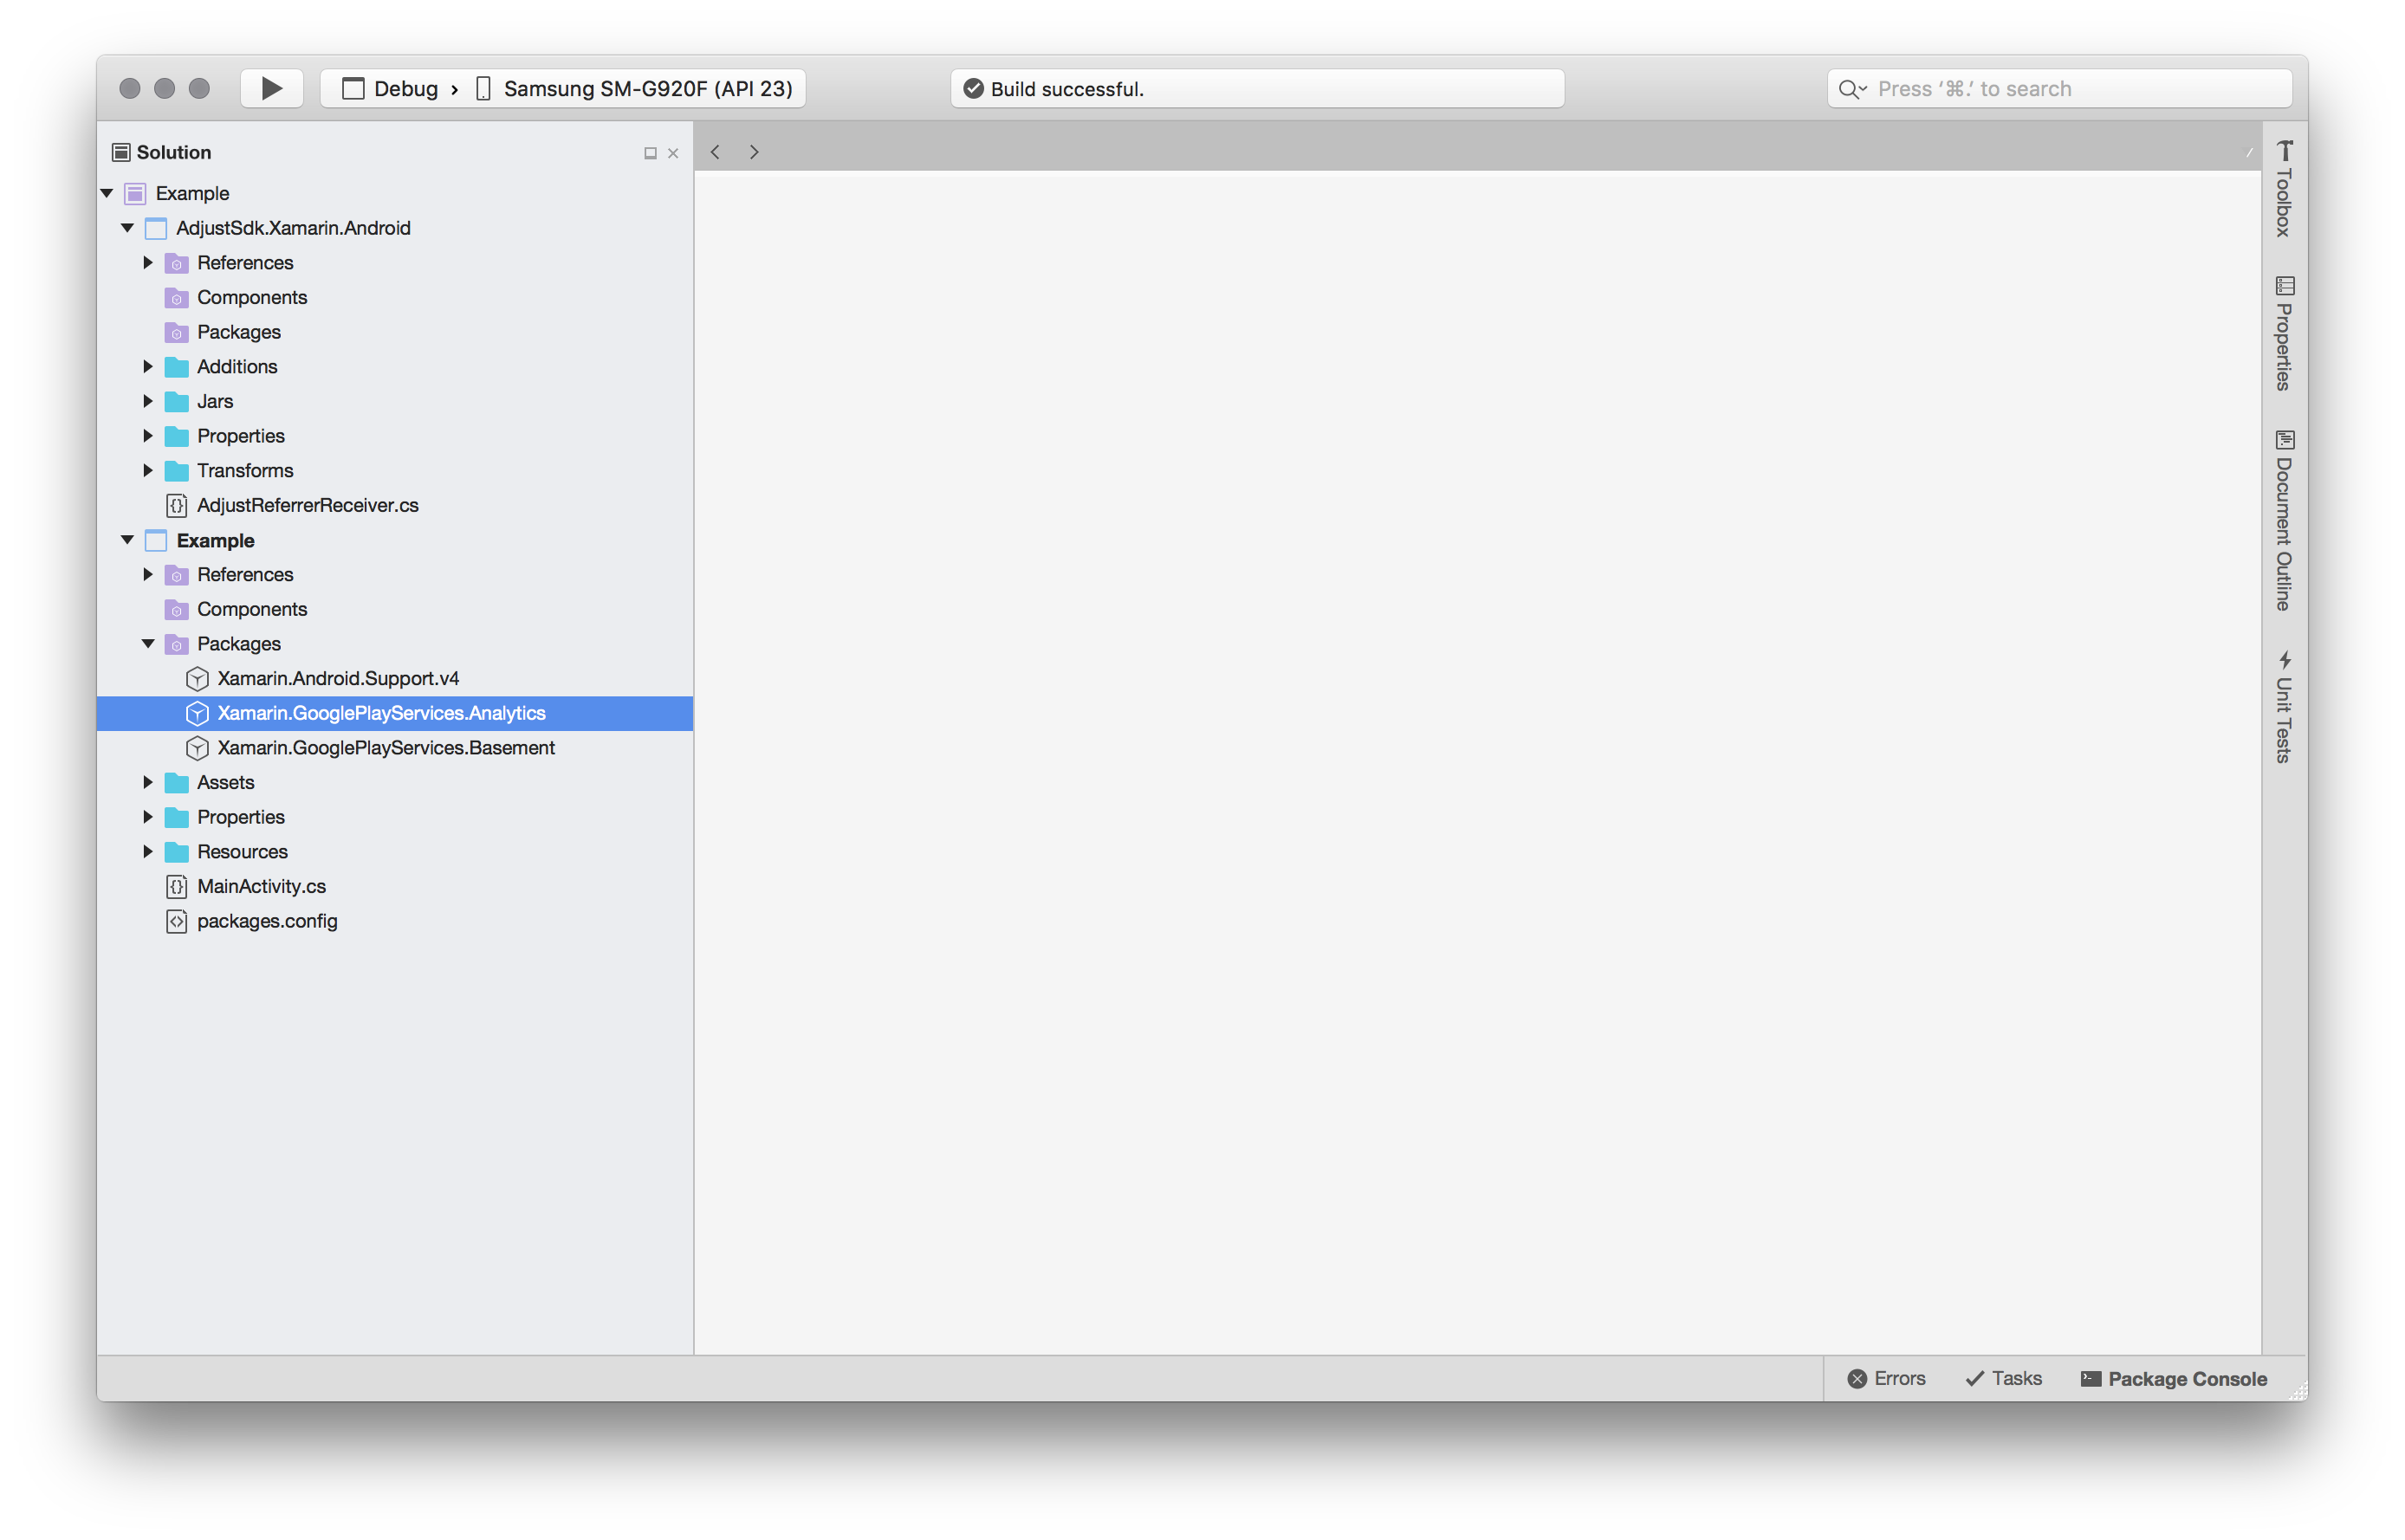 Debug › Samsung SM-G920F (API 23)
Build successful.
Press ‘⌘.’ to search
Solution
Example
AdjustSdk.Xamarin.Android
References
Components
Packages
Additions
Jars
Properties
Transforms
AdjustReferrerReceiver.cs
Example
References
Components
Packages
Xamarin.Android.Support.v4
Xamarin.GooglePlayServices.Analytics
Xamarin.GooglePlayServices.Basement
Assets
Properties
Resources
MainActivity.cs
packages.config
Toolbox
Properties
Document Outline
Unit Tests
Errors
Tasks
Package Console